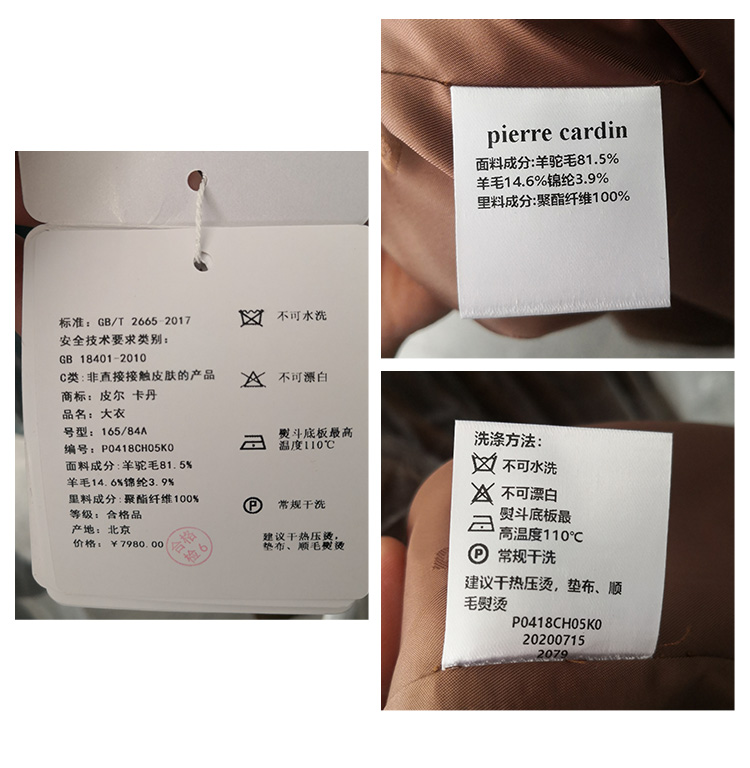 标准：GB/T 2665-2017
安全技术要求类别：
GB 18401-2010
C类:非直接接触皮肤的产品
商标：皮尔 卡丹
品名：大衣
号型：165/84A
编号：P0418CH05K0
面料成分:羊驼毛81.5%
羊毛14.6%锦纶3.9%
里料成分:聚酯纤维100%
等级：合格品
产地：北京
价格：￥7980.00
合格
检6
不可水洗
不可漂白
熨斗底板最高
温度110℃
P
常规干洗
建议干热压烫，
垫布、顺毛熨烫
pierre cardin
面料成分:羊驼毛81.5%
羊毛14.6%锦纶3.9%
里料成分:聚酯纤维100%
洗涤方法：
不可水洗
不可漂白
熨斗底板最
高温度110℃
P 常规干洗
建议干热压烫，垫布、顺
毛熨烫
P0418CH05K0
20200715
2079